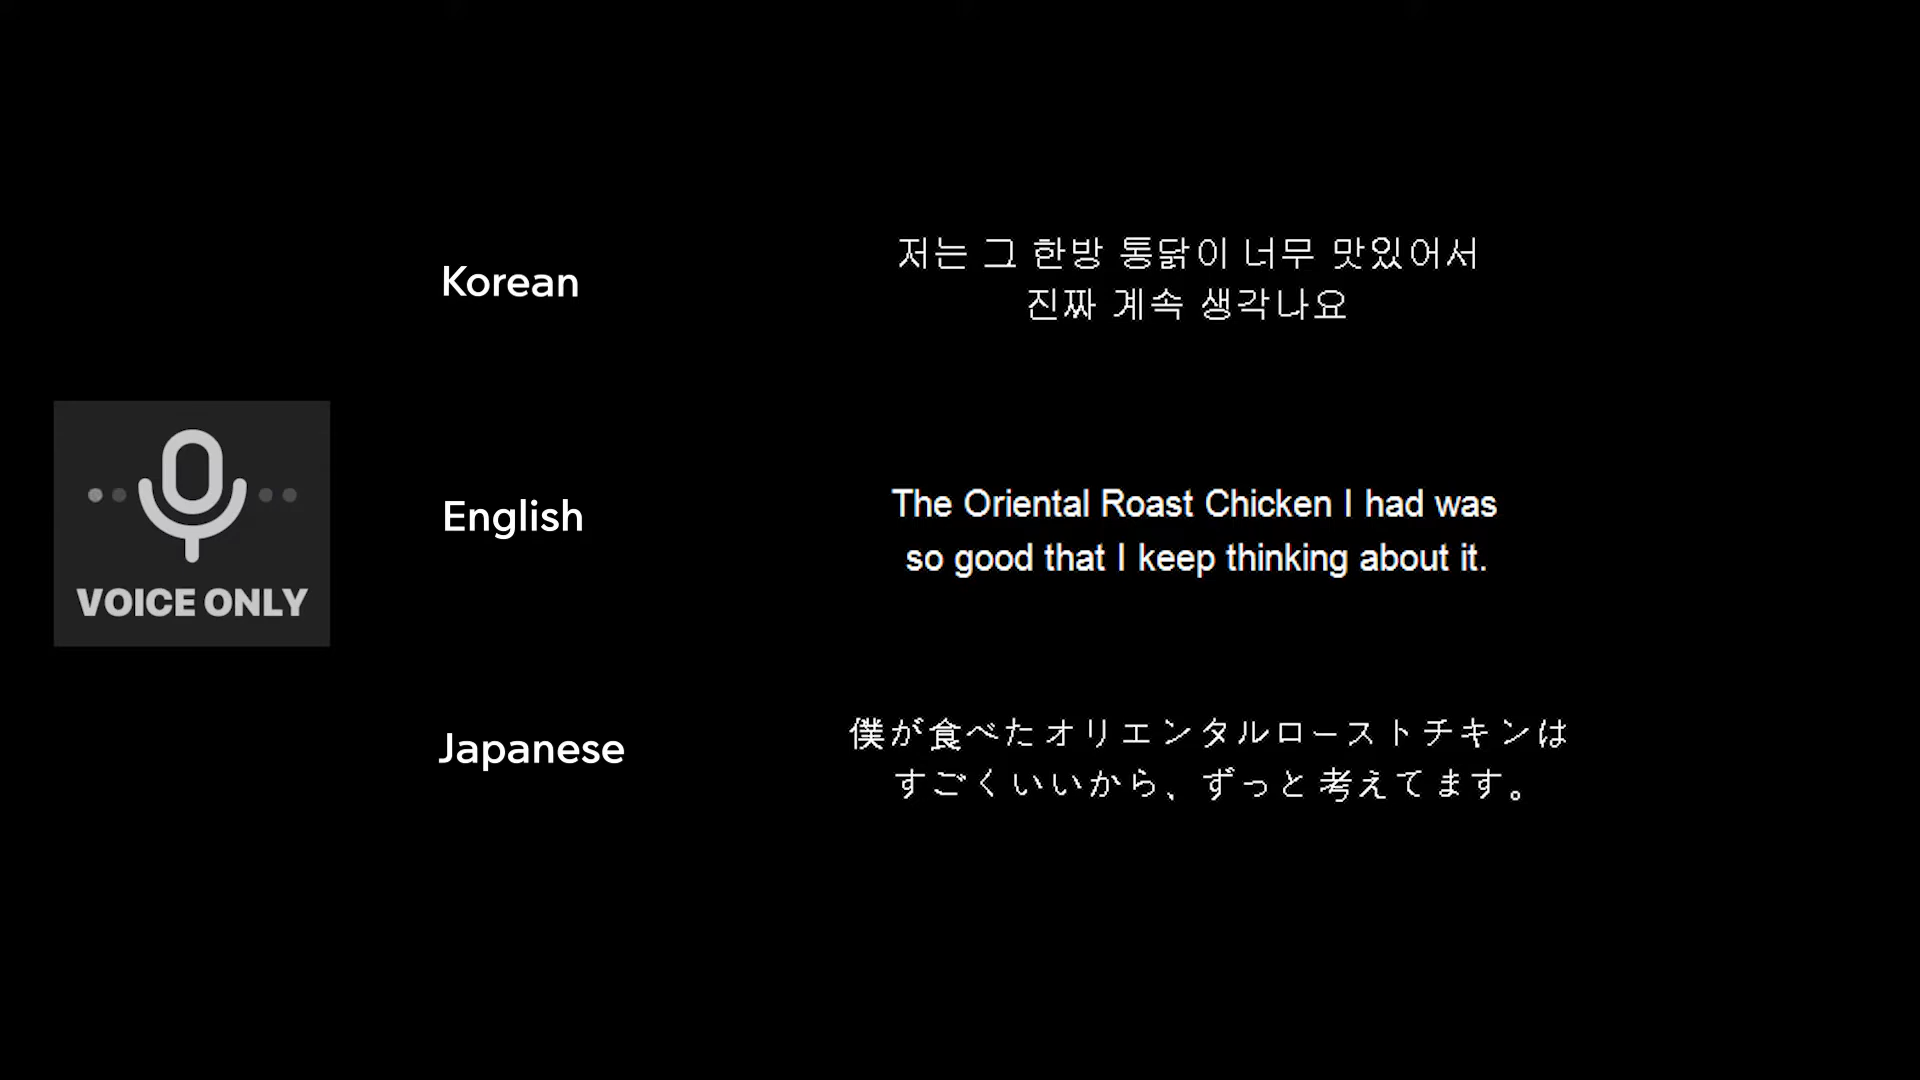 Korean
저는 그 한방 통닭이 너무 맛있어서
진짜 계속 생각나요
VOICE ONLY
English
The Oriental Roast Chicken I had was
so good that I keep thinking about it.
Japanese
僕が食べたオリエンタルローストチキンは
すごくいいから、ずっと考えてます。